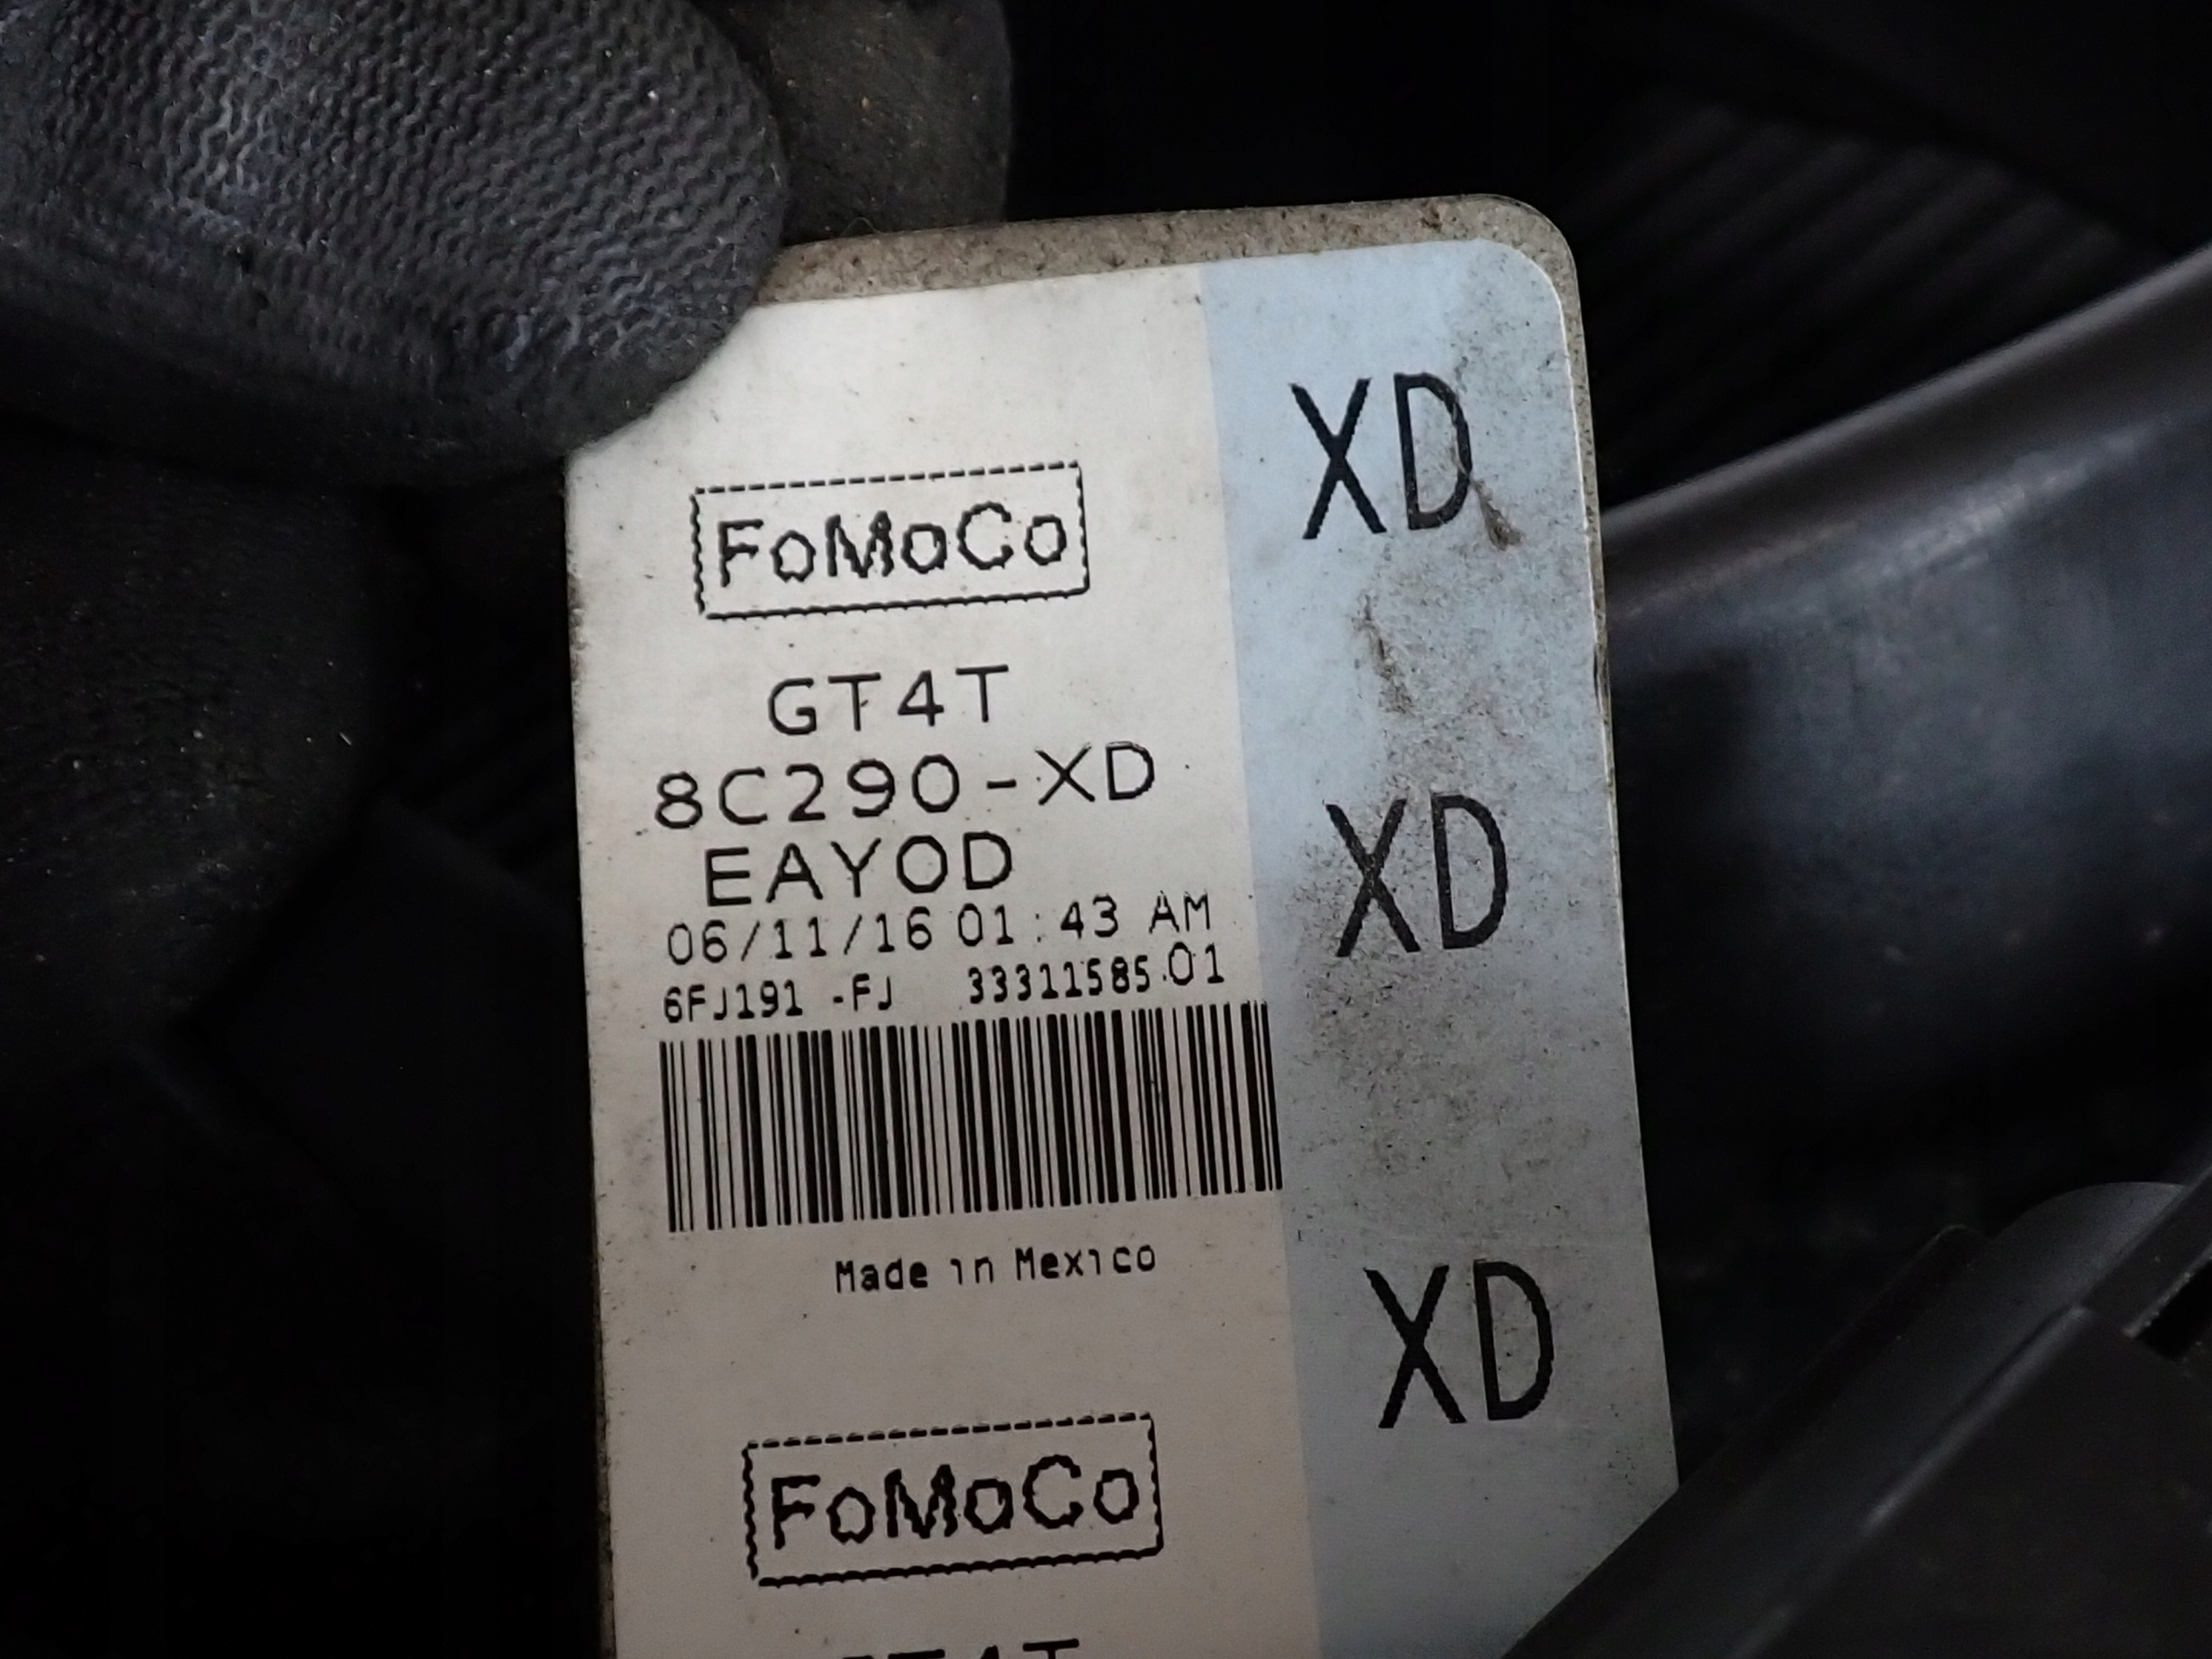 FoMoCo
XD
GT4T
8C290-XD
EAYOD
XD
06/11/16 01:43 AM
6FJ191 -FJ 33311585.01
Made in Mexico
XD
FoMoCo